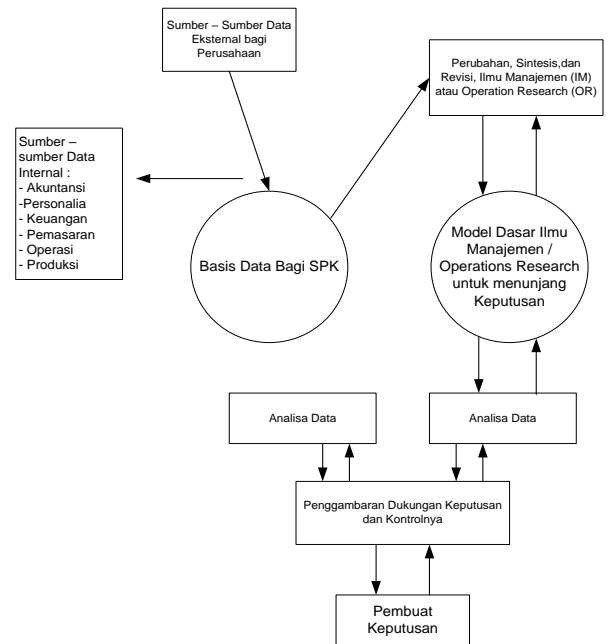 Sumber – Sumber Data
Eksternal bagi
Perusahaan
Perubahan, Sintesis,dan
Revisi, Ilmu Manajemen (IM)
atau Operation Research (OR)
Sumber –
sumber Data
Internal :
- Akuntansi
-Personalia
- Keuangan
- Pemasaran
- Operasi
- Produksi
Basis Data Bagi SPK
Model Dasar Ilmu
Manajemen /
Operations Research
untuk menunjang
Keputusan
Analisa Data
Analisa Data
Penggambaran Dukungan Keputusan
dan Kontrolnya
Pembuat
Keputusan